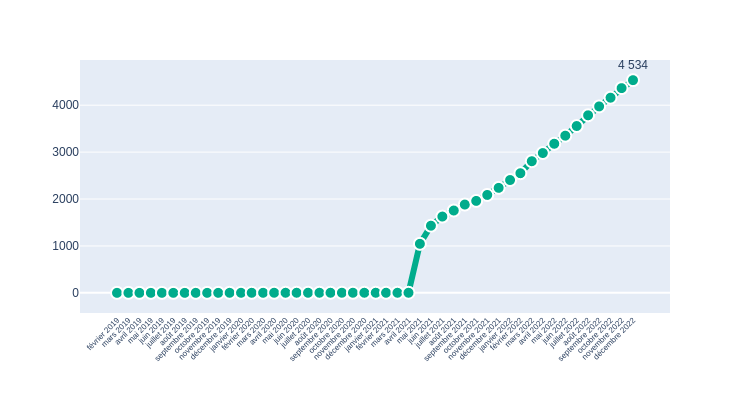 4 534
4000
3000
2000
1000
0
février 2019
mars 2019
avril 2019
mai 2019
juin 2019
juillet 2019
août 2019
septembre 2019
octobre 2019
novembre 2019
décembre 2019
janvier 2020
février 2020
mars 2020
avril 2020
mai 2020
juin 2020
juillet 2020
août 2020
septembre 2020
octobre 2020
novembre 2020
décembre 2020
janvier 2021
février 2021
mars 2021
avril 2021
mai 2021
juin 2021
juillet 2021
août 2021
septembre 2021
octobre 2021
novembre 2021
décembre 2021
janvier 2022
février 2022
mars 2022
avril 2022
mai 2022
juin 2022
juillet 2022
août 2022
septembre 2022
octobre 2022
novembre 2022
décembre 2022